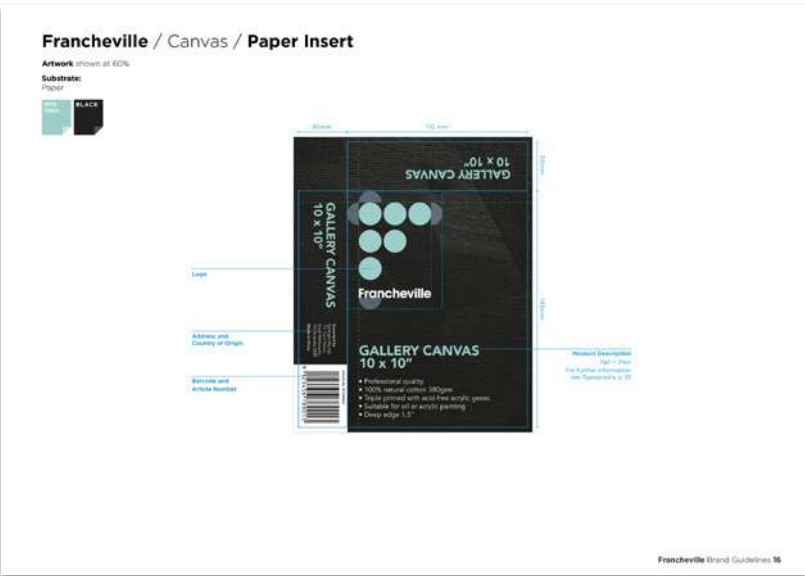 Francheville / Canvas / Paper Insert
Artwork shown at 60%
Substrate:
Paper
BLACK
GALLERY CANVAS
10 x 10"
GALLERY CANVAS
10 x 10"
Logo
Francheville
Address and
Country of Origin
GALLERY CANVAS
10 x 10"
Product Description
For further information
see Typography p.
Barcode and
Article Number
• Professional quality
• 100% natural cotton 380gsm
• Triple primed with acid-free acrylic gesso
• Suitable for oil or acrylic painting
• Deep edge 1.5"
Francheville Brand Guidelines 16